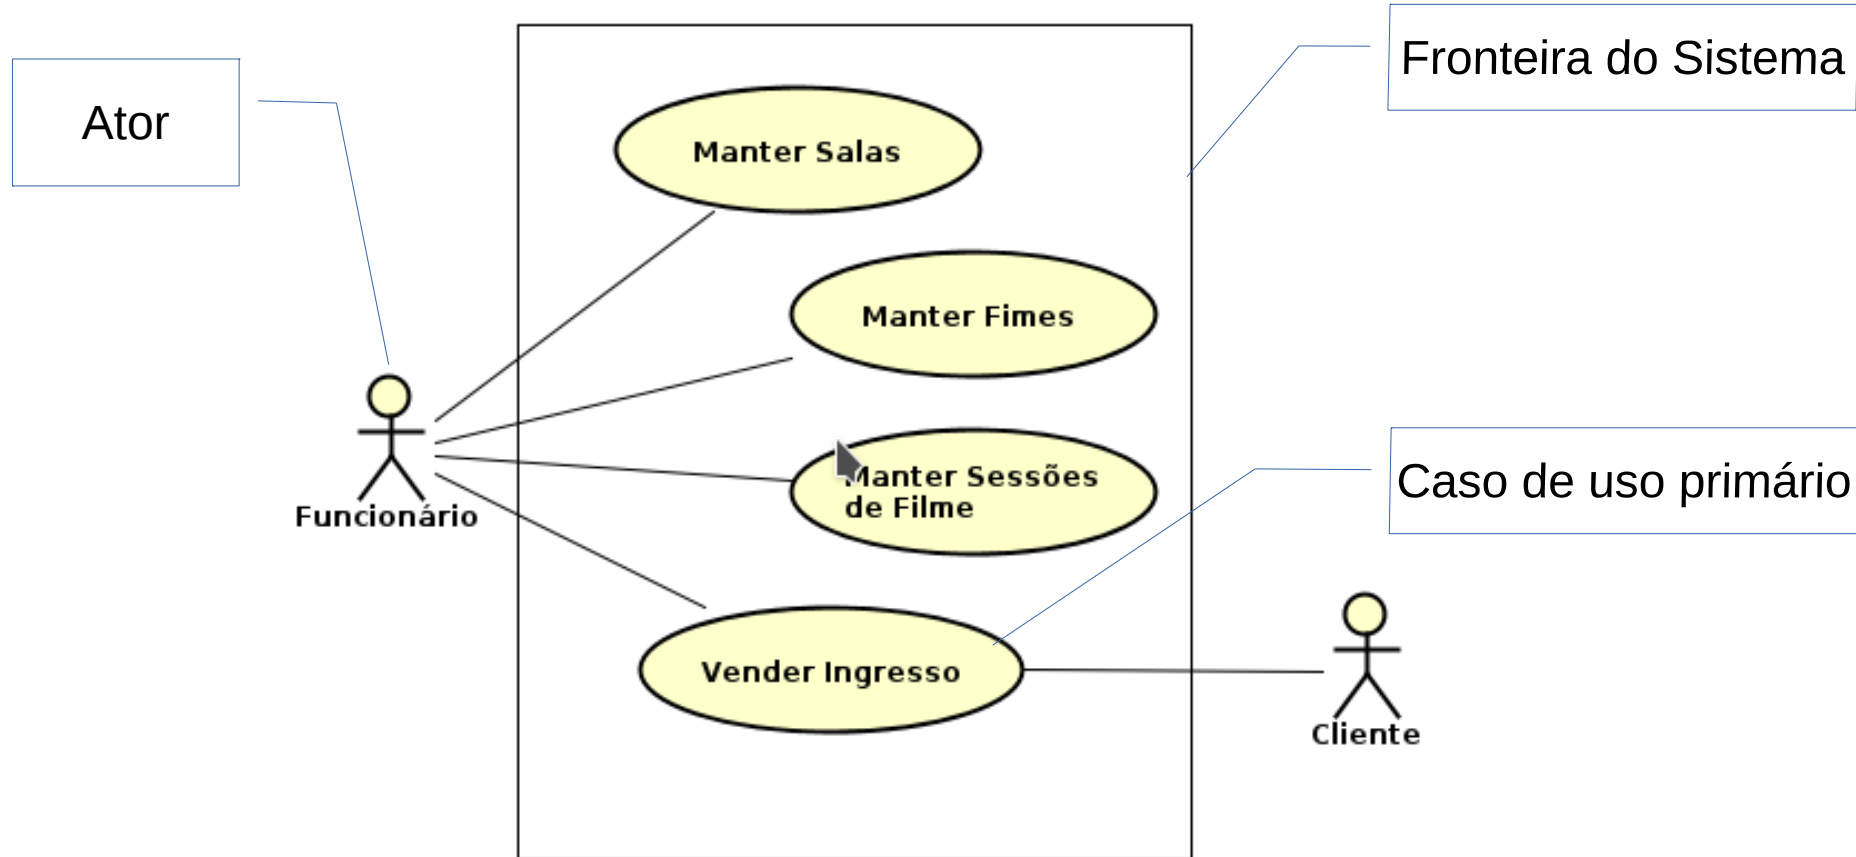 Fronteira do Sistema
Ator
Manter Salas
Manter Fimes
Manter Sessões
de Filme
Caso de uso primário
Funcionário
Vender Ingresso
Cliente